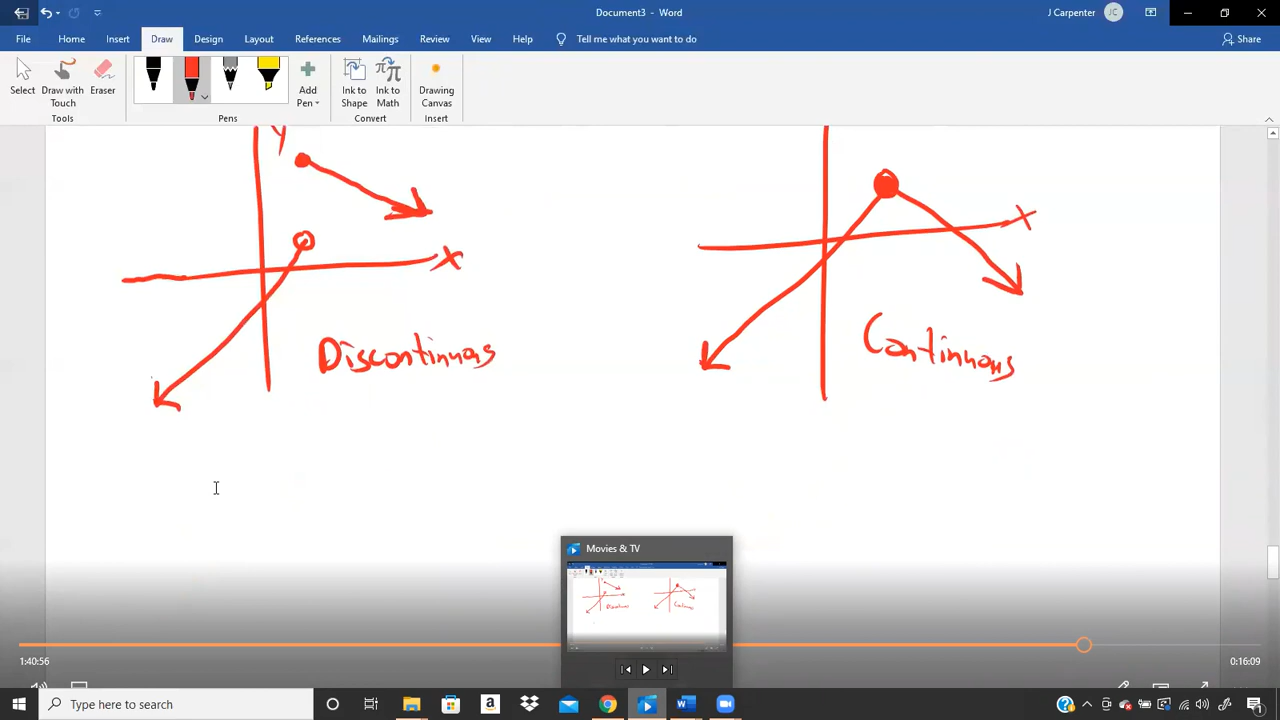 Document3 - Word
J Carpenter
JC
File
Home
Insert
Draw
Design
Layout
References
Mailings
Review
View
Help
Tell me what you want to do
Share
Select
Draw with Touch
Eraser
Add Pen
Ink to Shape
Ink to Math
Drawing Canvas
Tools
Pens
Convert
Insert
Y
X
X
Discontinuos
Continuous
Movies & TV
1:40:56
0:16:09
Type here to search